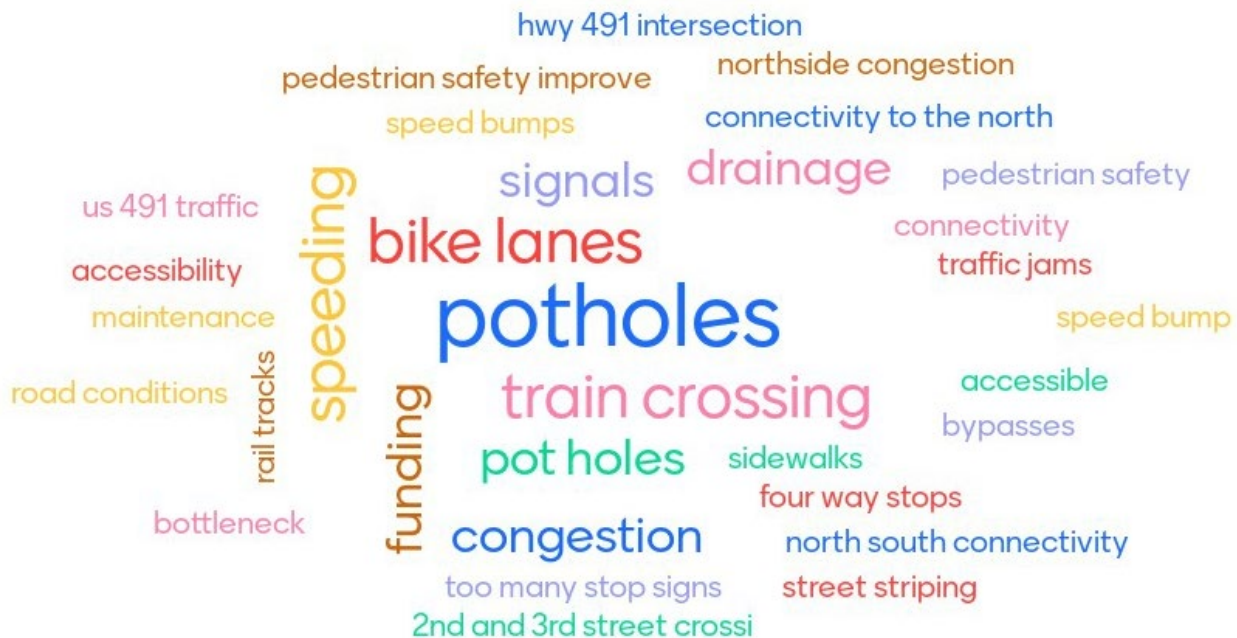 hwy 491 intersection
northside congestion
pedestrian safety improve
connectivity to the north
speed bumps
drainage
signals
pedestrian safety
us 491 traffic
speeding
connectivity
bike lanes
traffic jams
accessibility
maintenance
potholes
speed bump
road conditions
rail tracks
train crossing
accessible
bypasses
funding
pot holes
sidewalks
four way stops
bottleneck
congestion
north south connectivity
too many stop signs
street striping
2nd and 3rd street crossi